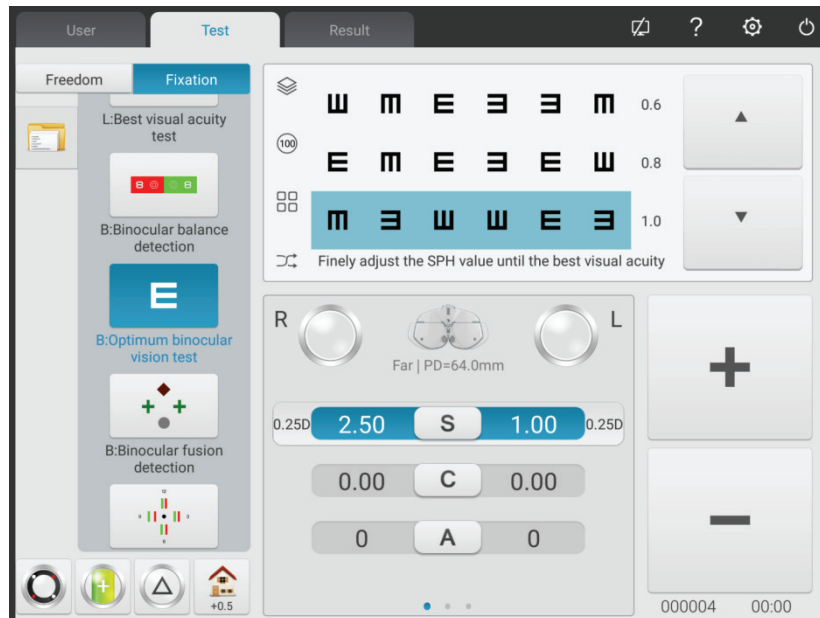 User
Test
Result
?
Freedom
Fixation
L:Best visual acuity
test
B:Binocular balance
detection
E
B:Optimum binocular
vision test
B:Binocular fusion
detection
+0.5
100
0.6
0.8
1.0
Finely adjust the SPH value until the best visual acuity
R
L
Far | PD=64.0mm
0.25D 2.50 S 1.00 0.25D
0.00 C 0.00
0 A 0
+
−
000004 00:00